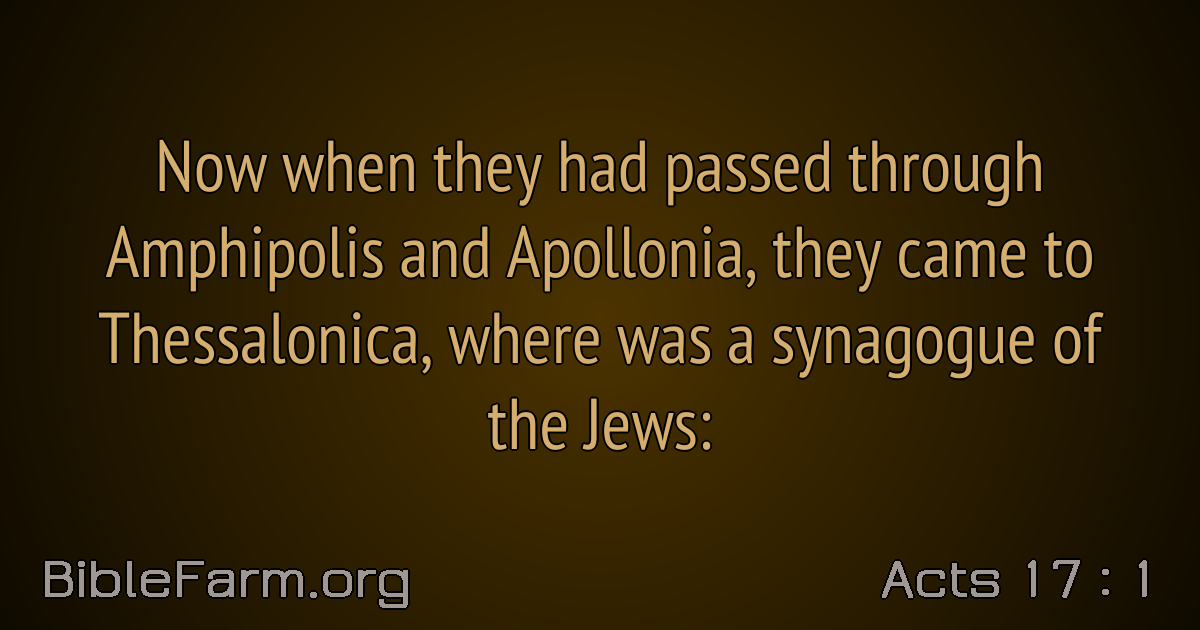 Now when they had passed through
Amphipolis and Apollonia, they came to
Thessalonica, where was a synagogue of
the Jews:
BibleFarm.org
Acts 17 : 1